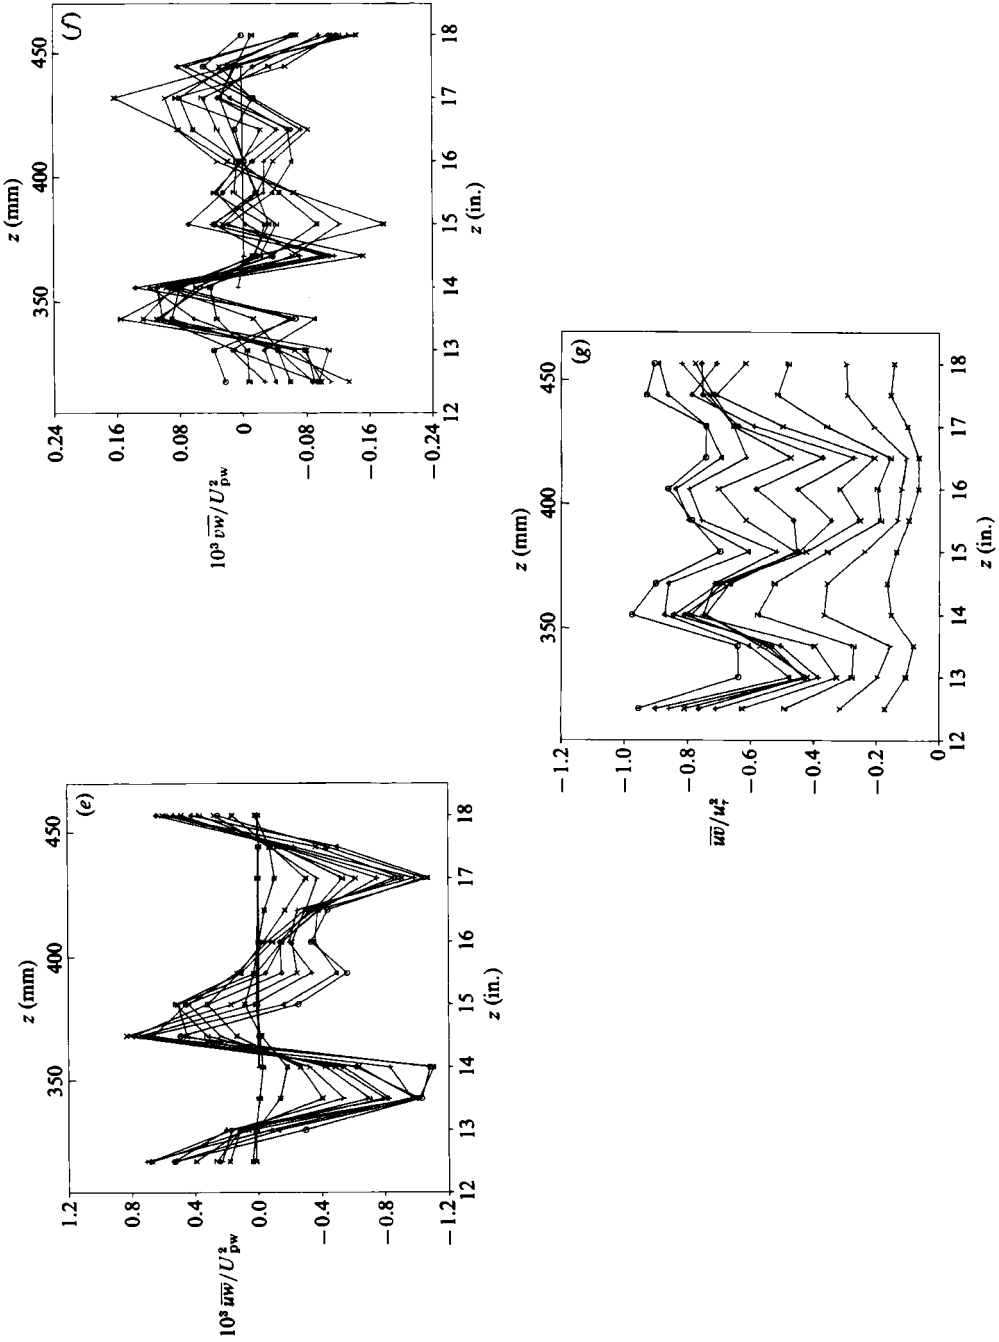 (e)
z (mm)
350 400 450
1.2
0.8
0.4
0.0
−0.4
−0.8
−1.2
10³ u̅w̅/U²pw
12 13 14 15 16 17 18
z (in.)
(f)
z (mm)
350 400 450
0.24
0.16
0.08
0
−0.08
−0.16
−0.24
10³ v̅w̅/U²pw
12 13 14 15 16 17 18
z (in.)
(g)
z (mm)
350 400 450
−1.2
−1.0
−0.8
−0.6
−0.4
−0.2
0
u̅v̅/u²τ
12 13 14 15 16 17 18
z (in.)